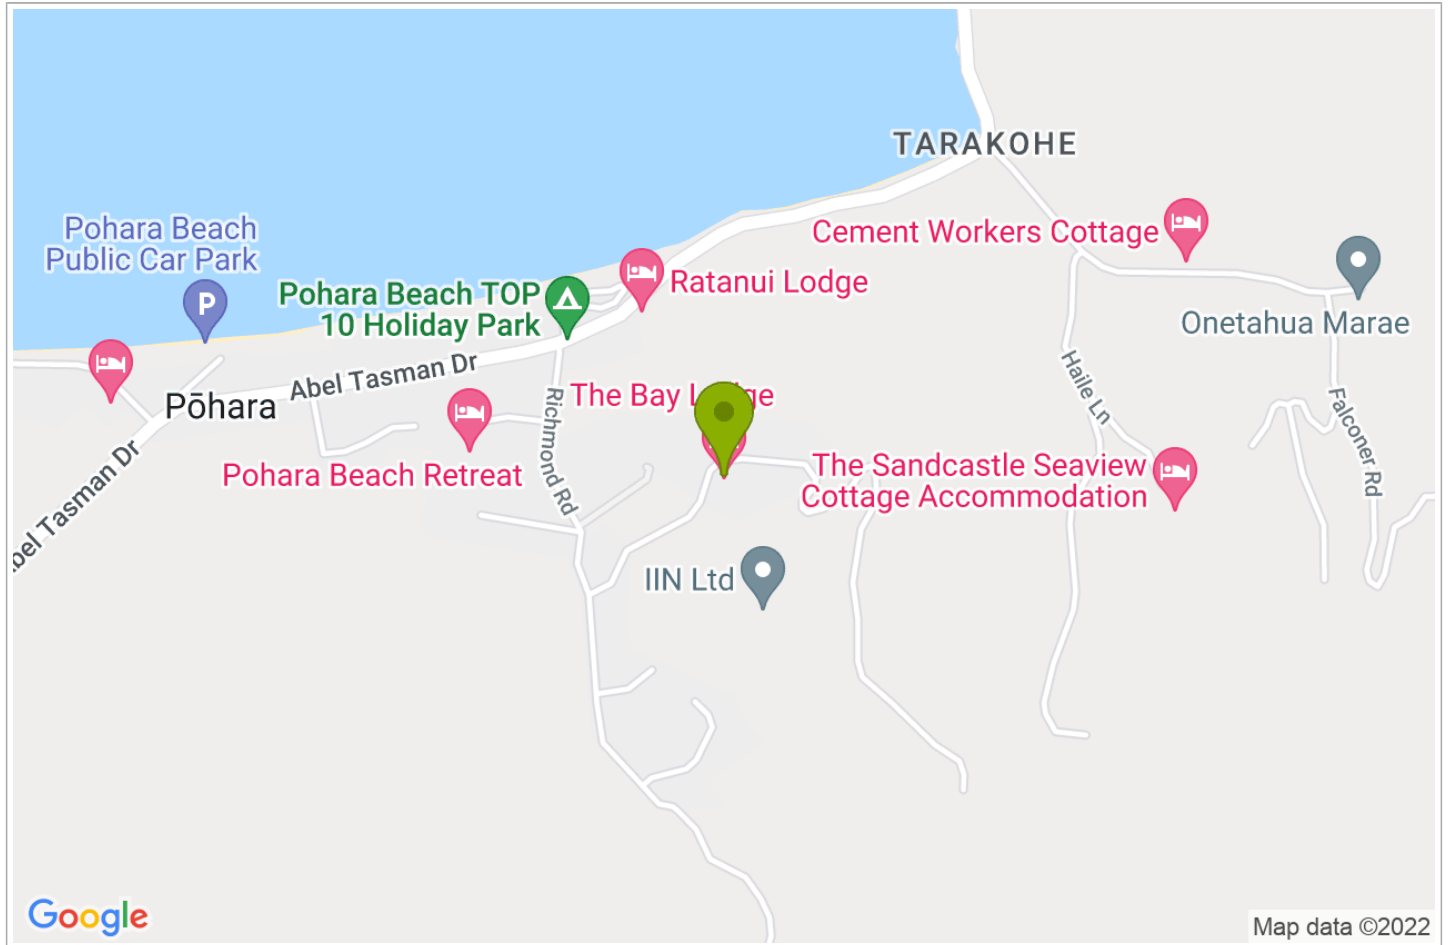 TARAKOHE
Pohara Beach
Public Car Park
P
Cement Workers Cottage
Pohara Beach TOP
10 Holiday Park
Ratanui Lodge
Onetahua Marae
Abel Tasman Dr
Pōhara
The Bay
Richmond Rd
Haile Ln
Falconer Rd
Pohara Beach Retreat
The Sandcastle Seaview
Cottage Accommodation
Abel Tasman Dr
IIN Ltd
Google
Map data ©2022